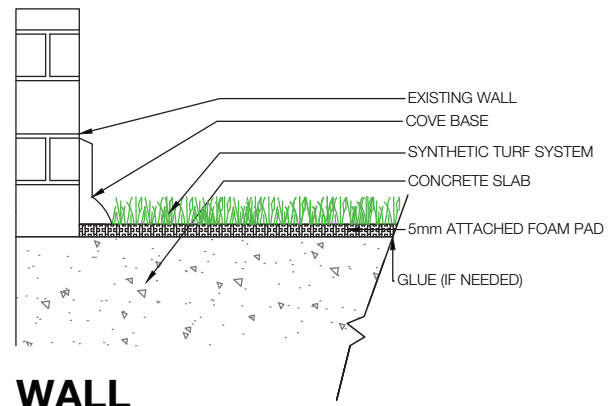 EXISTING WALL
COVE BASE
SYNTHETIC TURF SYSTEM
CONCRETE SLAB
5mm ATTACHED FOAM PAD
GLUE (IF NEEDED)
WALL